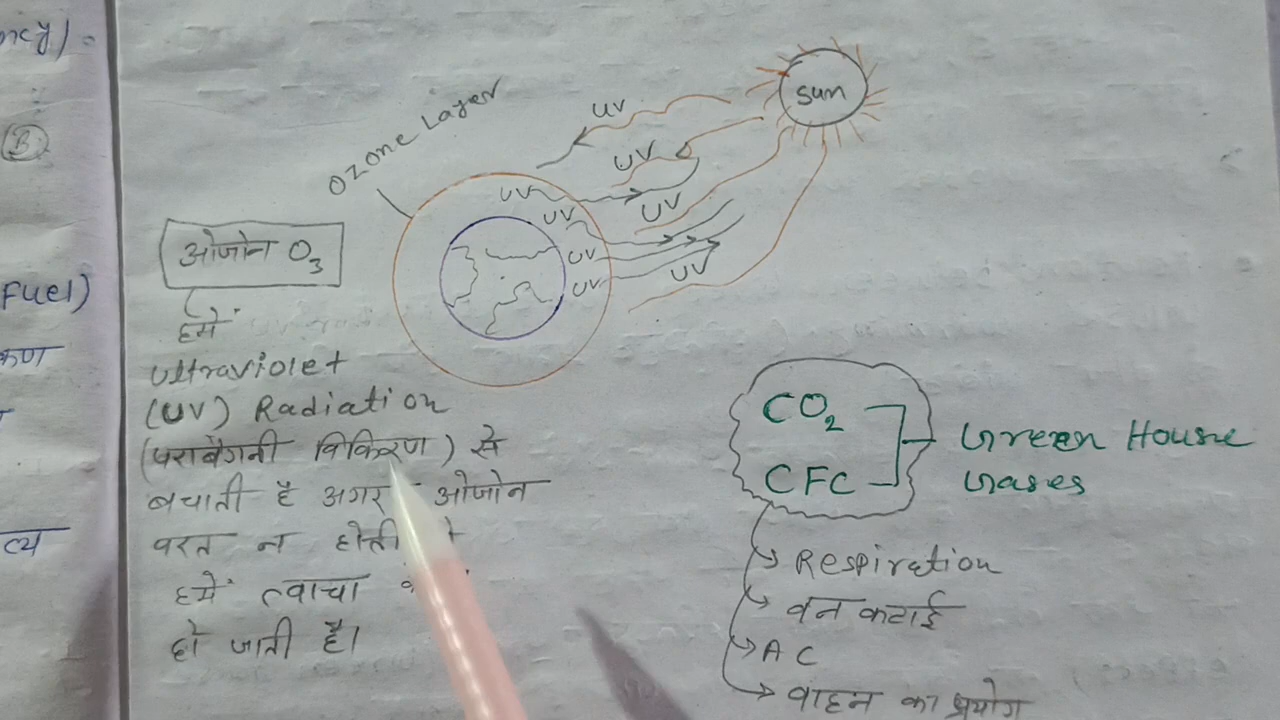 ncy) =
B
Fuel)
करण
त्य
Ozone Layer
sun
UV
UV
UV
UV
UV
UV
UV
UV
ओजोन O3
हमें
Ultraviolet
(UV) Radiation
(पराबैगनी विकिरण) से
बचाती है अगर ओजोन
परत न होती
हमें त्वचा
हो जाती है।
CO2
CFC
Green House
Gases
Respiration
वन कटाई
AC
वाहन का प्रयोग